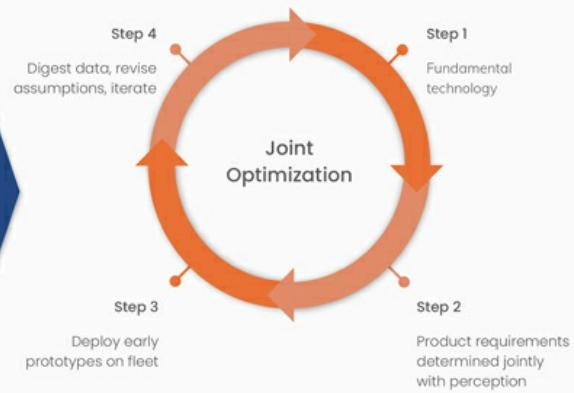 Step 4
Digest data, revise
assumptions, iterate
Step 1
Fundamental
technology
Joint
Optimization
Step 3
Deploy early
prototypes on fleet
Step 2
Product requirements
determined jointly
with perception